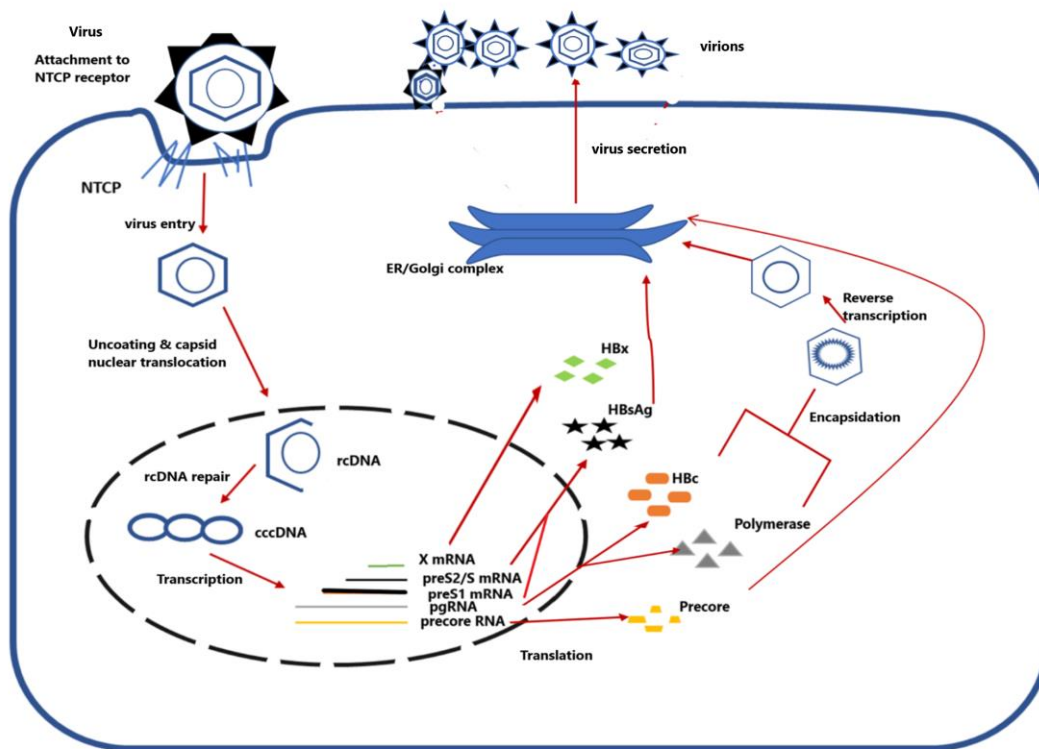 Virus
Attachment to
NTCP receptor
virions
NTCP
virus secretion
virus entry
ER/Golgi complex
Reverse
transcription
Uncoating & capsid
nuclear translocation
HBx
HBsAg
Encapsidation
rcDNA
rcDNA repair
HBc
cccDNA
Polymerase
Transcription
X mRNA
preS2/S mRNA
preS1 mRNA
pgRNA
precore RNA
Precore
Translation